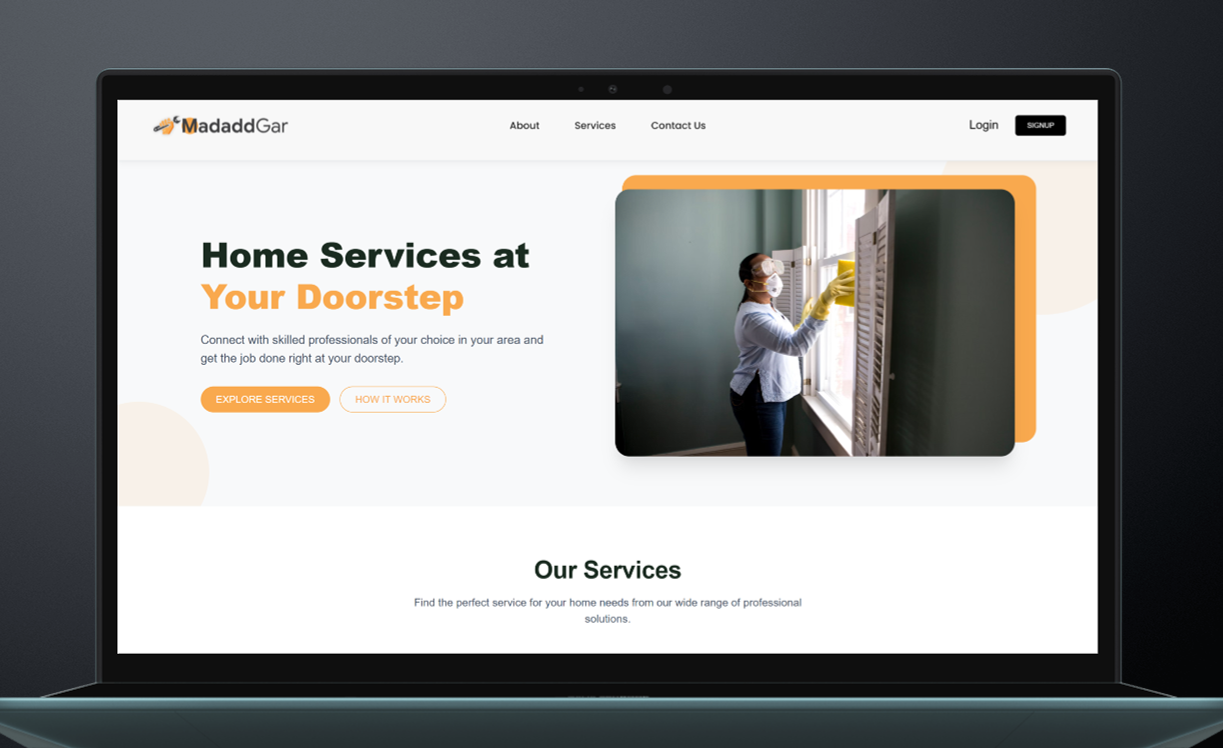 MadaddGar
About
Services
Contact Us
Login
SIGNUP
Home Services at
Your Doorstep
Connect with skilled professionals of your choice in your area and
get the job done right at your doorstep.
EXPLORE SERVICES
HOW IT WORKS
Our Services
Find the perfect service for your home needs from our wide range of professional
solutions.